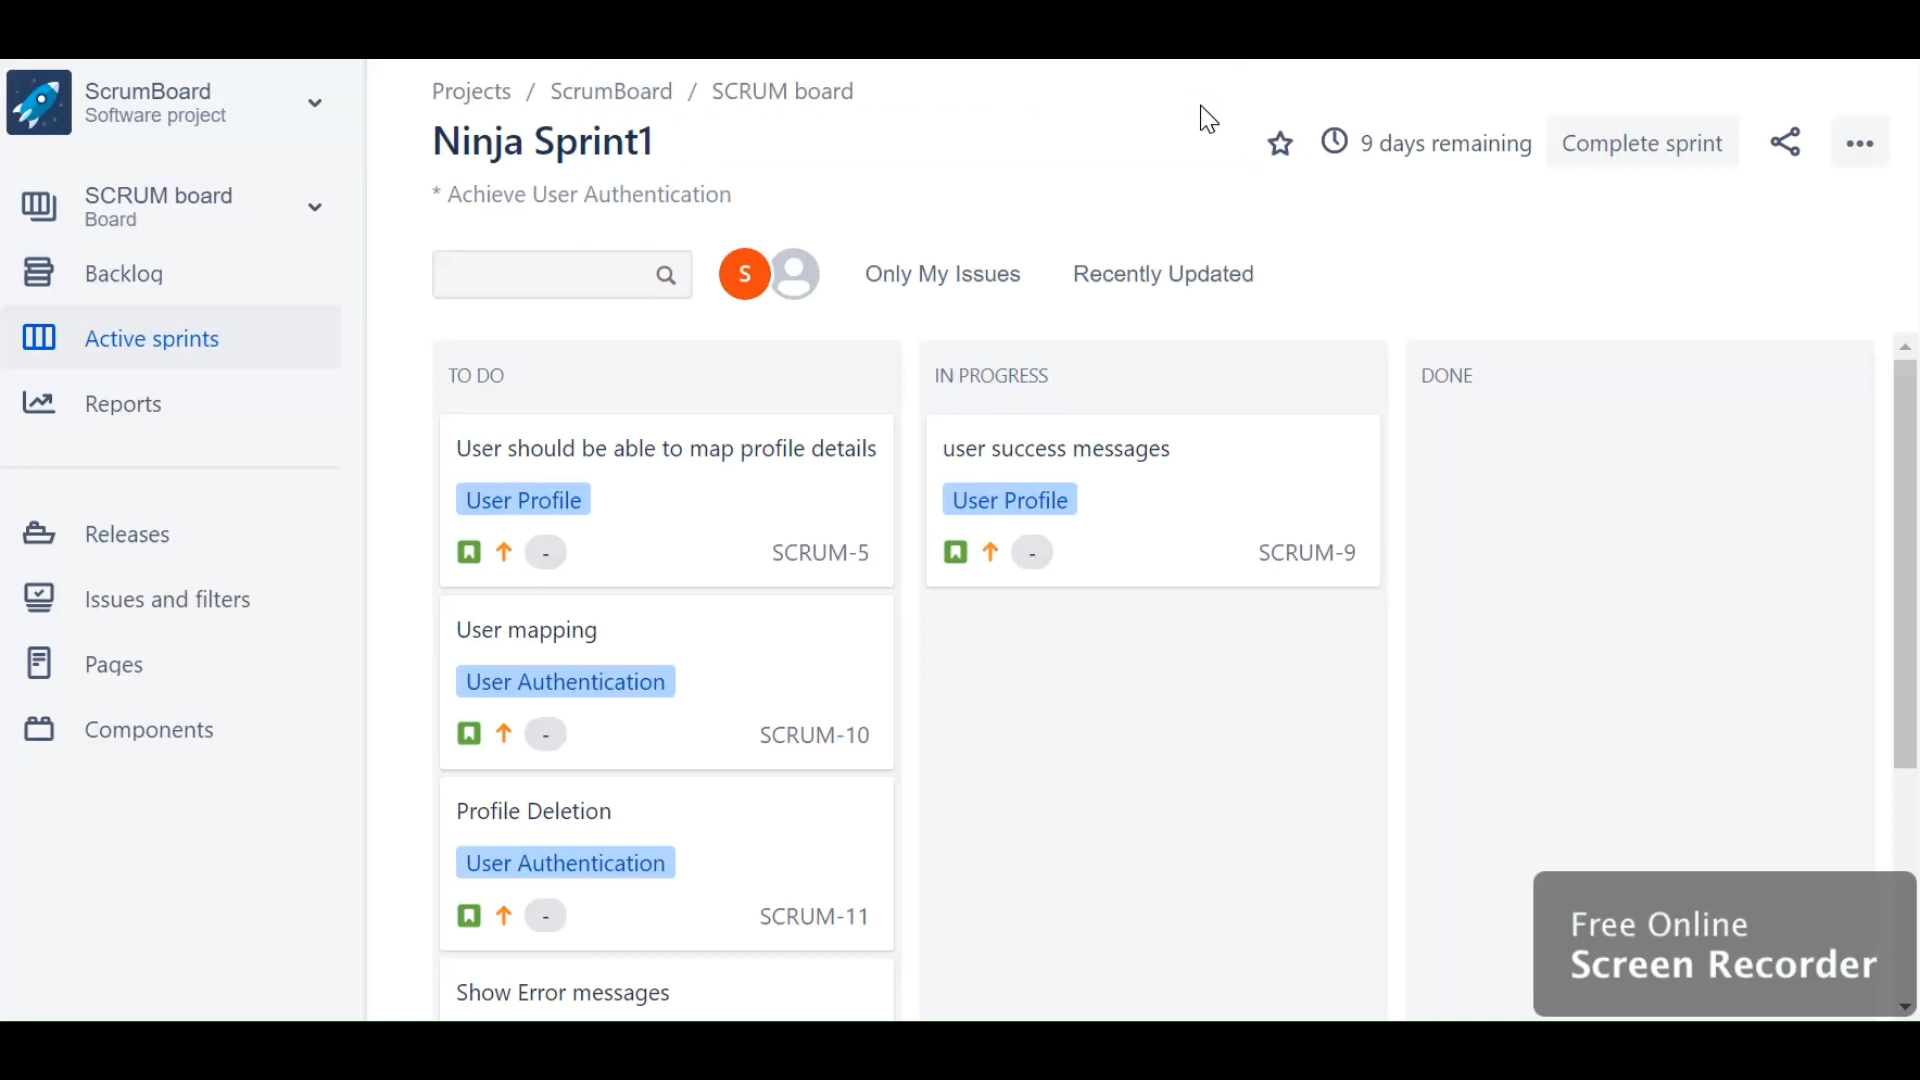 ScrumBoard
Software project
SCRUM board
Board
Backlog
Active sprints
Reports
Releases
Issues and filters
Pages
Components
Projects / ScrumBoard / SCRUM board
Ninja Sprint1
9 days remaining
Complete sprint
* Achieve User Authentication
S
Only My Issues
Recently Updated
TO DO
User should be able to map profile details
User Profile
-
SCRUM-5
User mapping
User Authentication
-
SCRUM-10
Profile Deletion
User Authentication
-
SCRUM-11
Show Error messages
IN PROGRESS
user success messages
User Profile
-
SCRUM-9
DONE
Free Online
Screen Recorder